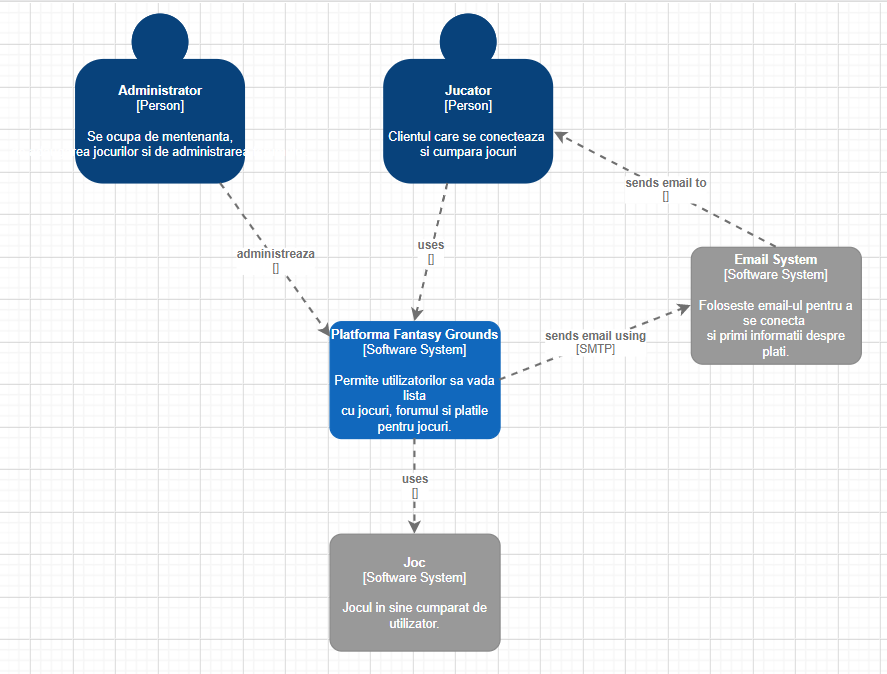 Administrator
[Person]
Se ocupa de mentenanta,
jocurilor si de administrarea
Jucator
[Person]
Clientul care se conecteaza
si cumpara jocuri
sends email to
[]
administreaza
[]
uses
[]
Email System
[Software System]
Foloseste email-ul pentru a
se conecta
si primi informatii despre
plati.
Platforma Fantasy Grounds
[Software System]
Permite utilizatorilor sa vada
lista
cu jocuri, forumul si platile
pentru jocuri.
sends email using
[SMTP]
uses
[]
Joc
[Software System]
Jocul in sine cumparat de
utilizator.